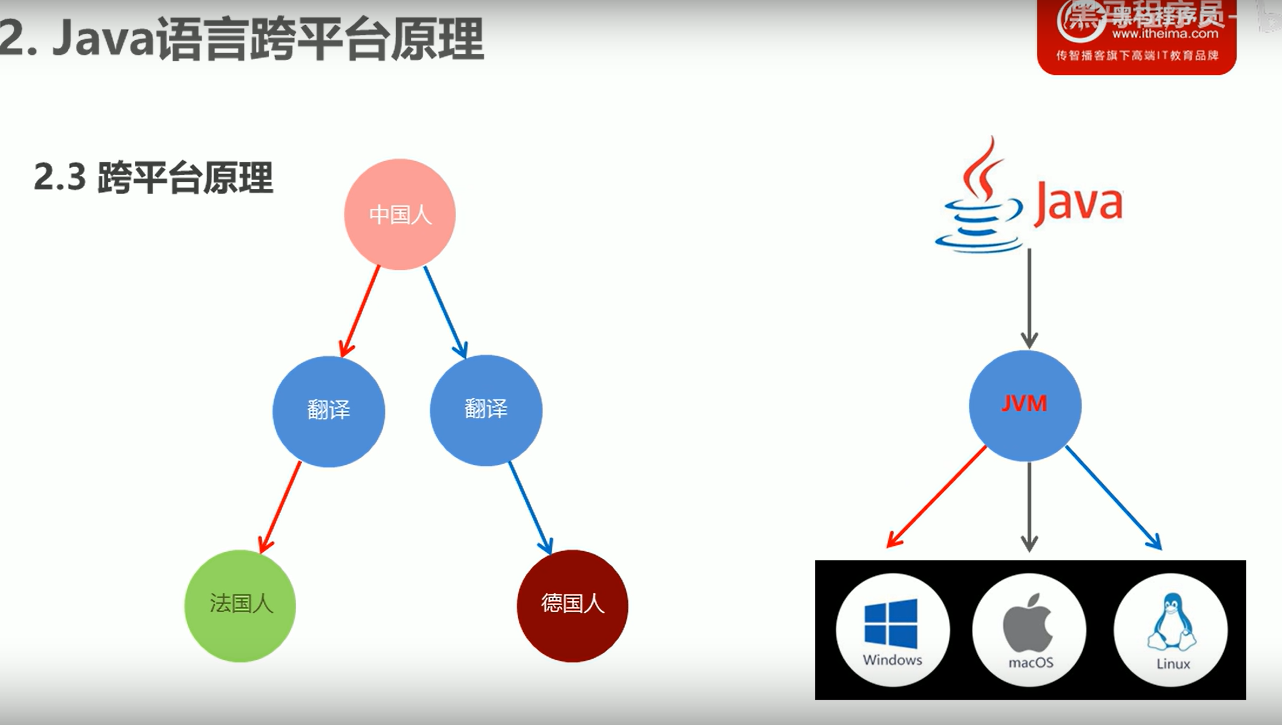 2. Java语言跨平台原理
黑马程序员
www.itheima.com
传智播客旗下高端IT教育品牌
2.3 跨平台原理
中国人
翻译
翻译
法国人
德国人
Java
JVM
Windows
macOS
Linux